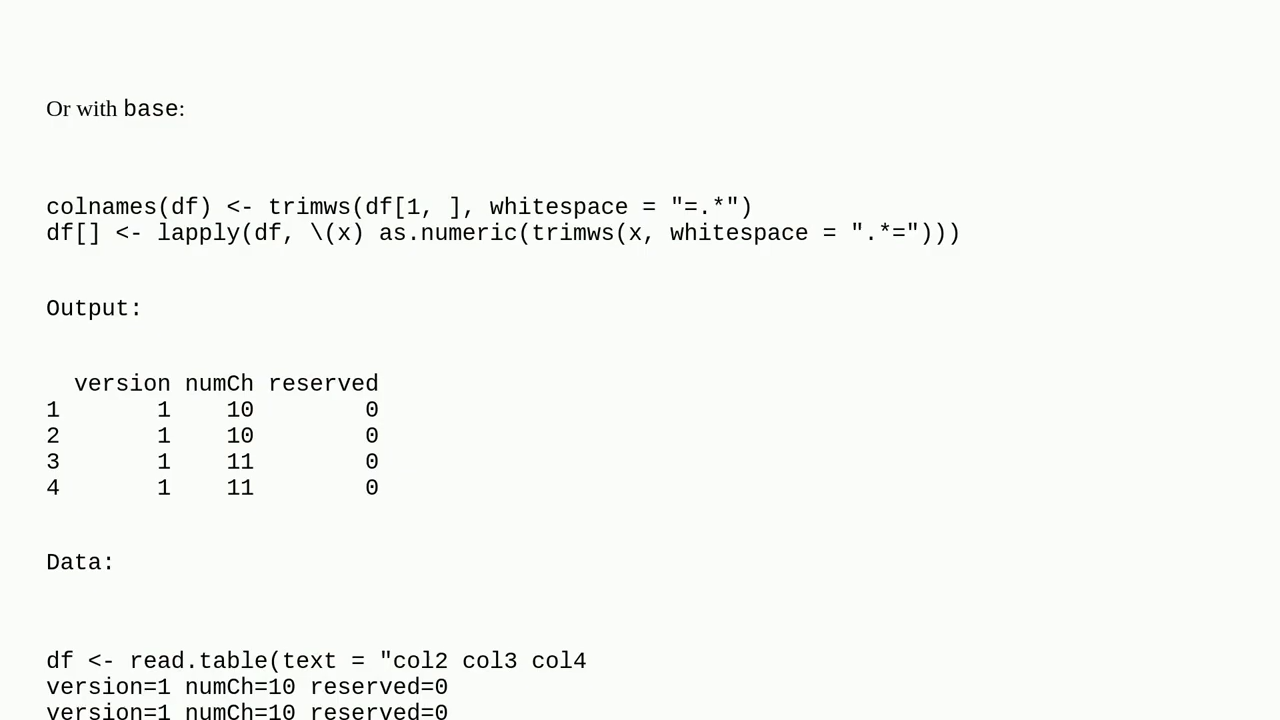 Or with base:
colnames(df) <- trimws(df[1, ], whitespace = "=.*")
df[] <- lapply(df, \(x) as.numeric(trimws(x, whitespace = ".*=")))
Output:
  version numCh reserved
1       1    10        0
2       1    10        0
3       1    11        0
4       1    11        0
Data:
df <- read.table(text = "col2 col3 col4
version=1 numCh=10 reserved=0
version=1 numCh=10 reserved=0